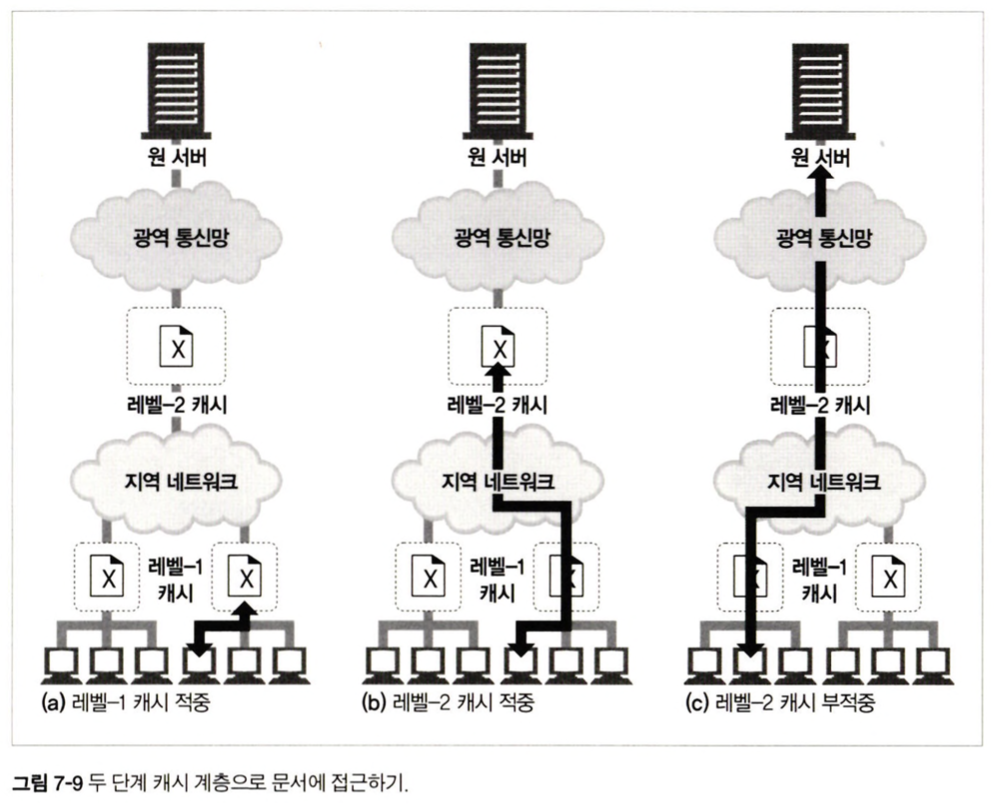 원 서버
광역 통신망
X
레벨-2 캐시
지역 네트워크
X
레벨-1
캐시
X
(a) 레벨-1 캐시 적중
원 서버
광역 통신망
X
레벨-2 캐시
지역 네트워크
X
레벨-1
캐시
X
(b) 레벨-2 캐시 적중
원 서버
광역 통신망
X
레벨-2 캐시
지역 네트워크
X
레벨-1
캐시
X
(c) 레벨-2 캐시 부적중
그림 7-9 두 단계 캐시 계층으로 문서에 접근하기.